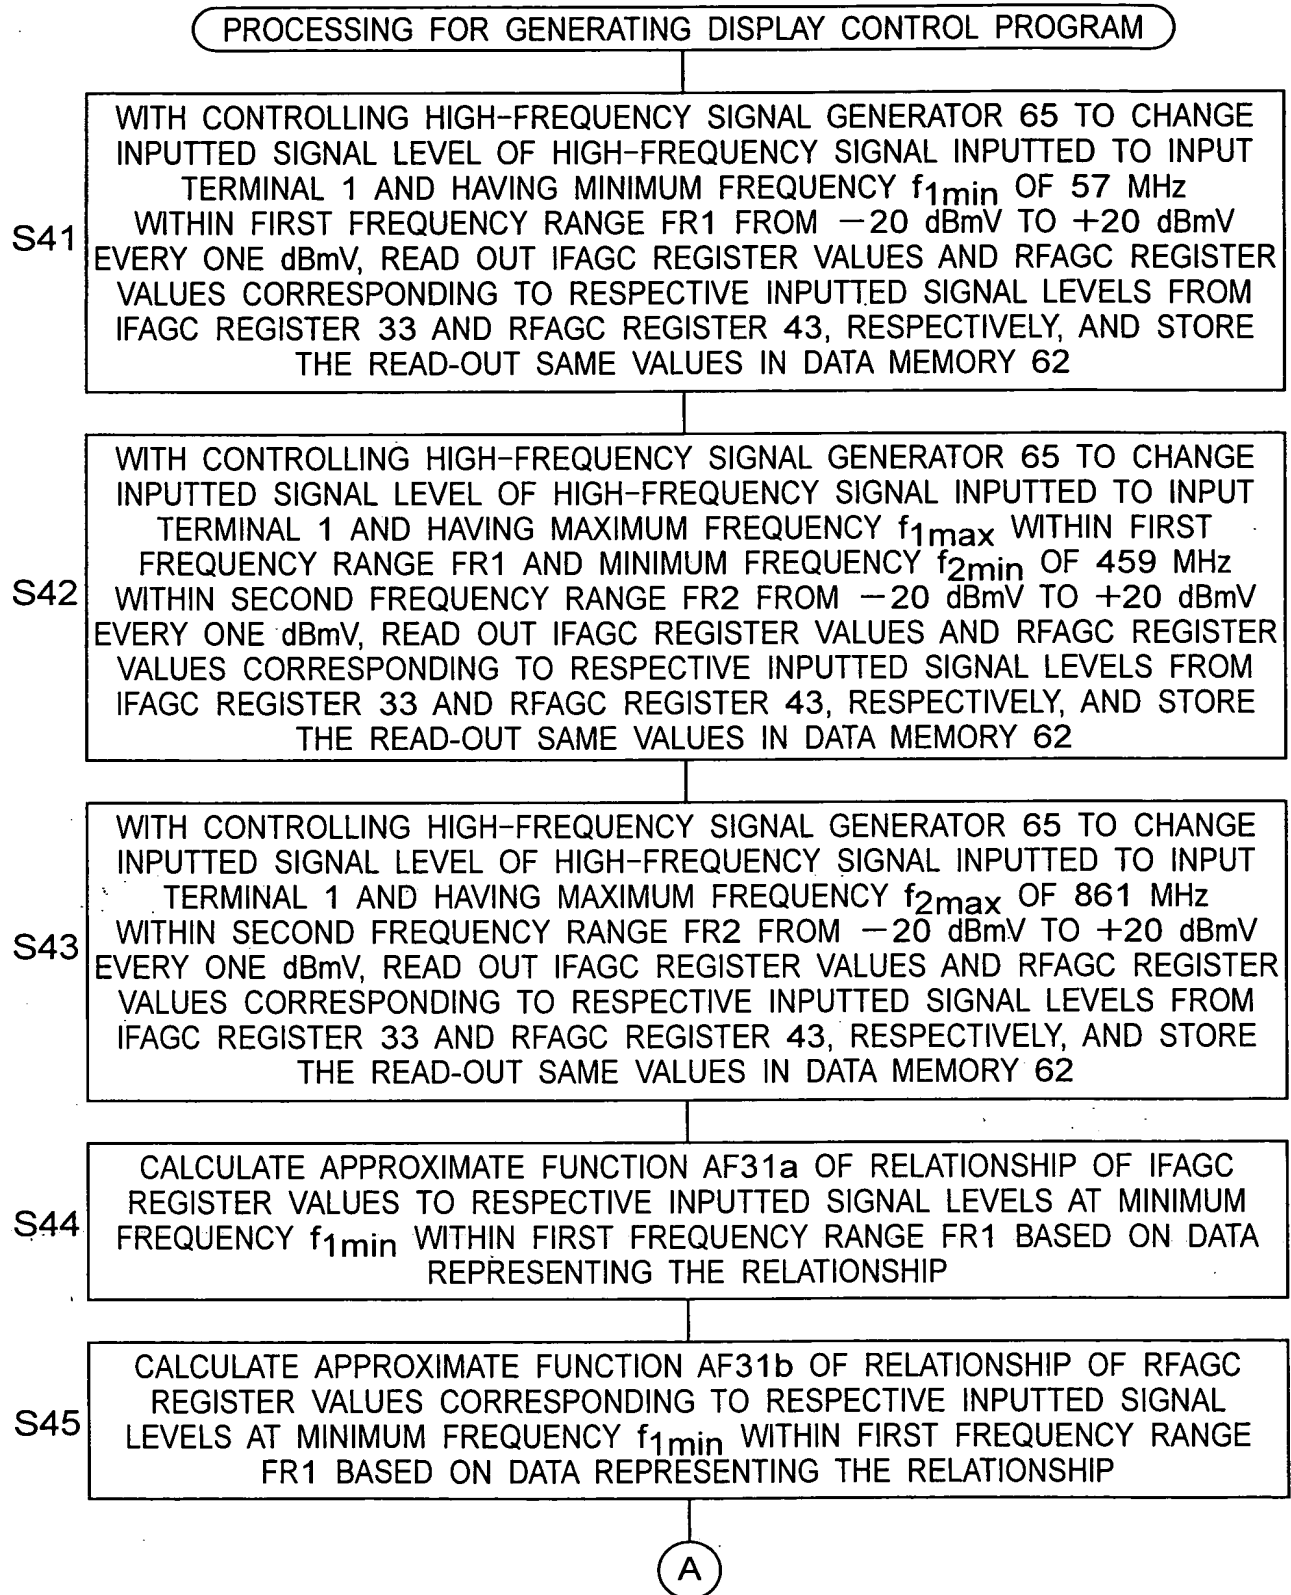 PROCESSING FOR GENERATING DISPLAY CONTROL PROGRAM
S41
WITH CONTROLLING HIGH-FREQUENCY SIGNAL GENERATOR 65 TO CHANGE
INPUTTED SIGNAL LEVEL OF HIGH-FREQUENCY SIGNAL INPUTTED TO INPUT
TERMINAL 1 AND HAVING MINIMUM FREQUENCY f1min OF 57 MHz
WITHIN FIRST FREQUENCY RANGE FR1 FROM −20 dBmV TO +20 dBmV
EVERY ONE dBmV, READ OUT IFAGC REGISTER VALUES AND RFAGC REGISTER
VALUES CORRESPONDING TO RESPECTIVE INPUTTED SIGNAL LEVELS FROM
IFAGC REGISTER 33 AND RFAGC REGISTER 43, RESPECTIVELY, AND STORE
THE READ-OUT SAME VALUES IN DATA MEMORY 62
S42
WITH CONTROLLING HIGH-FREQUENCY SIGNAL GENERATOR 65 TO CHANGE
INPUTTED SIGNAL LEVEL OF HIGH-FREQUENCY SIGNAL INPUTTED TO INPUT
TERMINAL 1 AND HAVING MAXIMUM FREQUENCY f1max WITHIN FIRST
FREQUENCY RANGE FR1 AND MINIMUM FREQUENCY f2min OF 459 MHz
WITHIN SECOND FREQUENCY RANGE FR2 FROM −20 dBmV TO +20 dBmV
EVERY ONE dBmV, READ OUT IFAGC REGISTER VALUES AND RFAGC REGISTER
VALUES CORRESPONDING TO RESPECTIVE INPUTTED SIGNAL LEVELS FROM
IFAGC REGISTER 33 AND RFAGC REGISTER 43, RESPECTIVELY, AND STORE
THE READ-OUT SAME VALUES IN DATA MEMORY 62
S43
WITH CONTROLLING HIGH-FREQUENCY SIGNAL GENERATOR 65 TO CHANGE
INPUTTED SIGNAL LEVEL OF HIGH-FREQUENCY SIGNAL INPUTTED TO INPUT
TERMINAL 1 AND HAVING MAXIMUM FREQUENCY f2max OF 861 MHz
WITHIN SECOND FREQUENCY RANGE FR2 FROM −20 dBmV TO +20 dBmV
EVERY ONE dBmV, READ OUT IFAGC REGISTER VALUES AND RFAGC REGISTER
VALUES CORRESPONDING TO RESPECTIVE INPUTTED SIGNAL LEVELS FROM
IFAGC REGISTER 33 AND RFAGC REGISTER 43, RESPECTIVELY, AND STORE
THE READ-OUT SAME VALUES IN DATA MEMORY 62
S44
CALCULATE APPROXIMATE FUNCTION AF31a OF RELATIONSHIP OF IFAGC
REGISTER VALUES TO RESPECTIVE INPUTTED SIGNAL LEVELS AT MINIMUM
FREQUENCY f1min WITHIN FIRST FREQUENCY RANGE FR1 BASED ON DATA
REPRESENTING THE RELATIONSHIP
S45
CALCULATE APPROXIMATE FUNCTION AF31b OF RELATIONSHIP OF RFAGC
REGISTER VALUES CORRESPONDING TO RESPECTIVE INPUTTED SIGNAL
LEVELS AT MINIMUM FREQUENCY f1min WITHIN FIRST FREQUENCY RANGE
FR1 BASED ON DATA REPRESENTING THE RELATIONSHIP
A